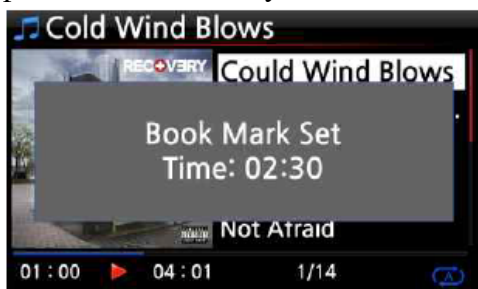 Cold Wind Blows
RECOVERY
Could Wind Blows
Book Mark Set
Time: 02:30
Not Afraid
01 : 00
04 : 01
1/14
A